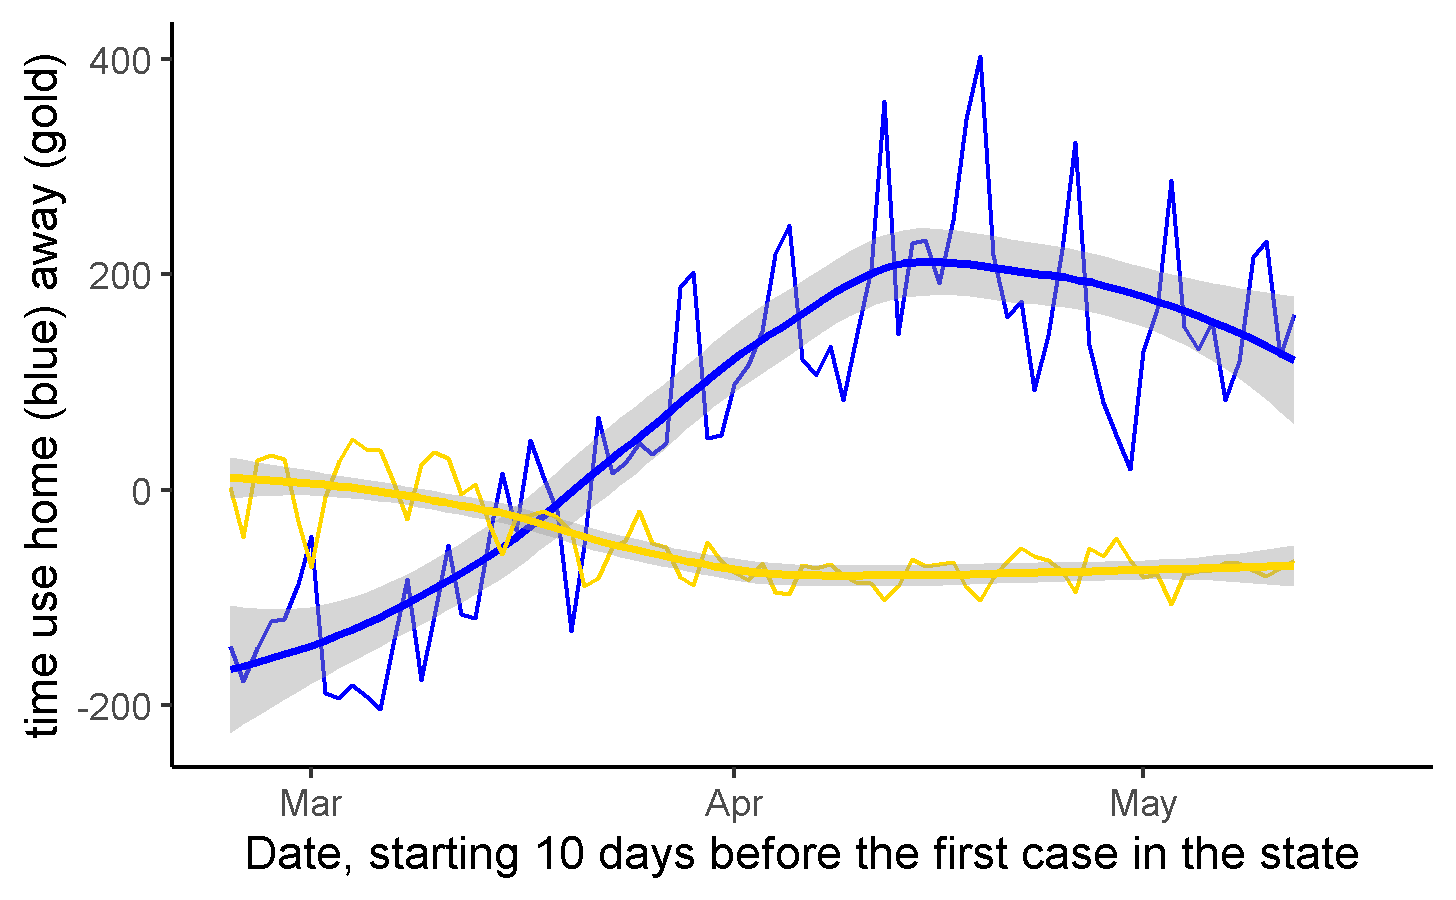 time use home (blue) away (gold)
400
200
0
-200
Mar
Apr
May
Date, starting 10 days before the first case in the state